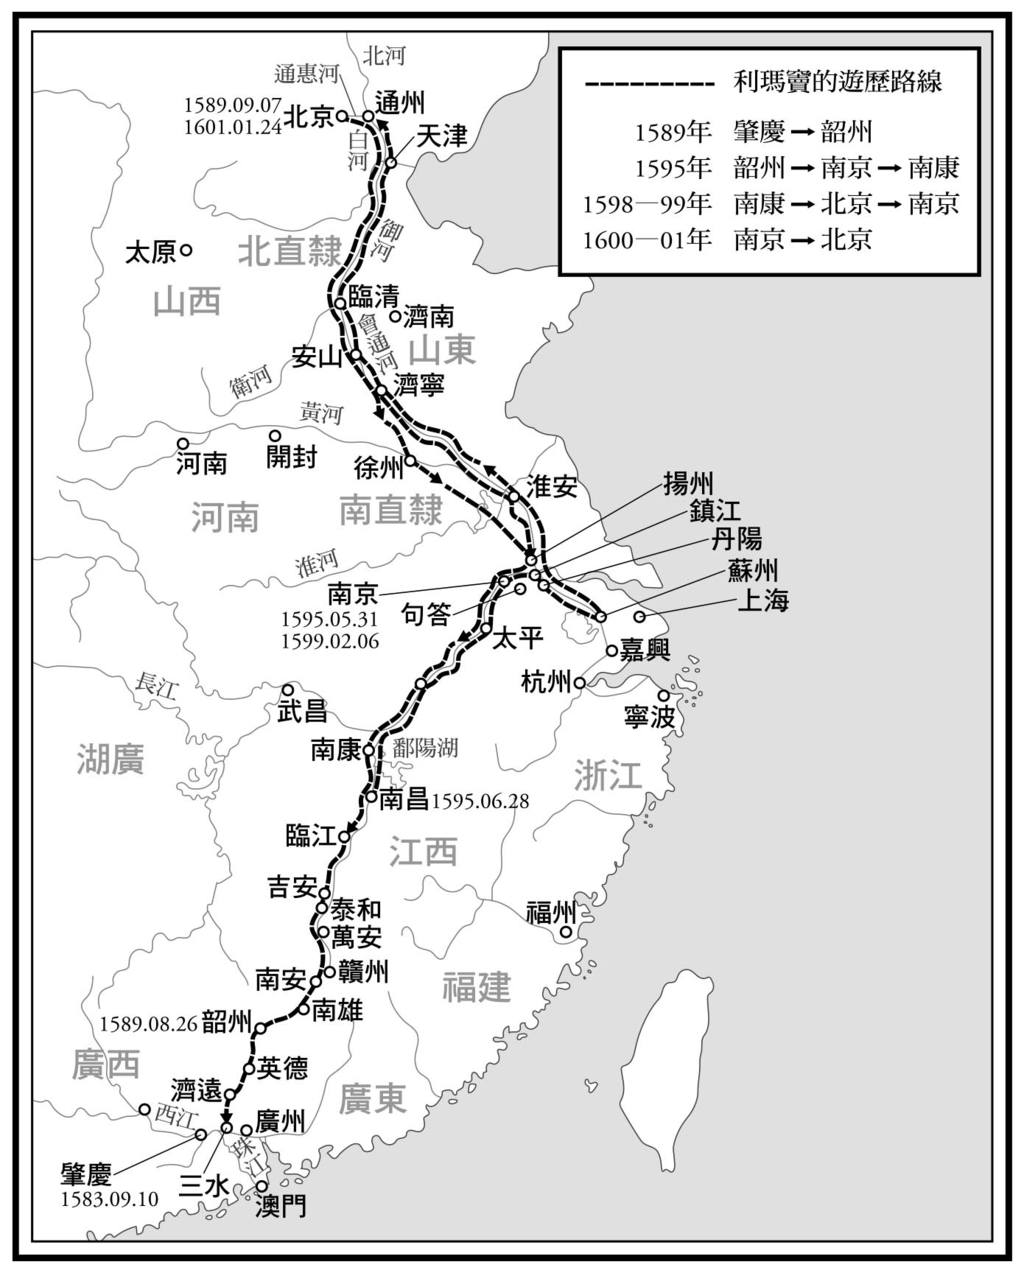 利瑪竇的遊歷路線
1589年 肇慶→韶州
1595年 韶州→南京→南康
1598—99年 南康→北京→南京
1600—01年 南京→北京
北河
通惠河
1589.09.07
1601.01.24
北京
通州
白河
天津
御河
太原
北直隸
山西
臨清
濟南
會通河
山東
安山
濟寧
衛河
黃河
河南
開封
徐州
淮安
河南
南直隸
揚州
鎮江
丹陽
蘇州
上海
淮河
南京
1595.05.31
1599.02.06
句答
太平
嘉興
杭州
寧波
長江
武昌
南康
鄱陽湖
湖廣
浙江
南昌
1595.06.28
臨江
江西
吉安
泰和
萬安
福州
贛州
南安
福建
南雄
1589.08.26
韶州
廣西
英德
濟遠
廣東
西江
廣州
珠江
肇慶
1583.09.10
三水
澳門